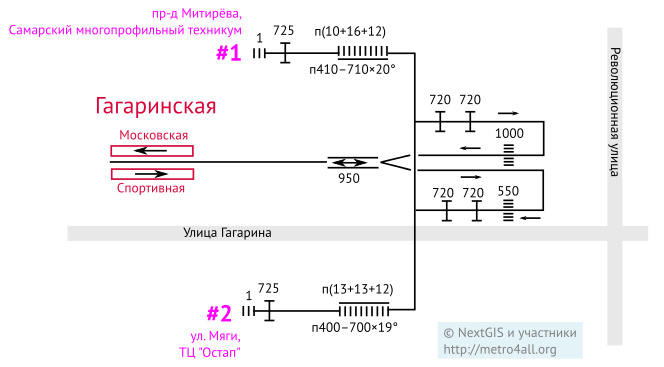 пр-д Митирёва,
Самарский многопрофильный техникум
#1
1
725
п(10+16+12)
п410–710×20°
Гагаринская
Московская
Спортивная
950
720 720
1000
720 720
550
Революционная улица
Улица Гагарина
#2
1
725
п(13+13+12)
п400–700×19°
ул. Мяги,
ТЦ "Остап"
© NextGIS и участники
http://metro4all.org